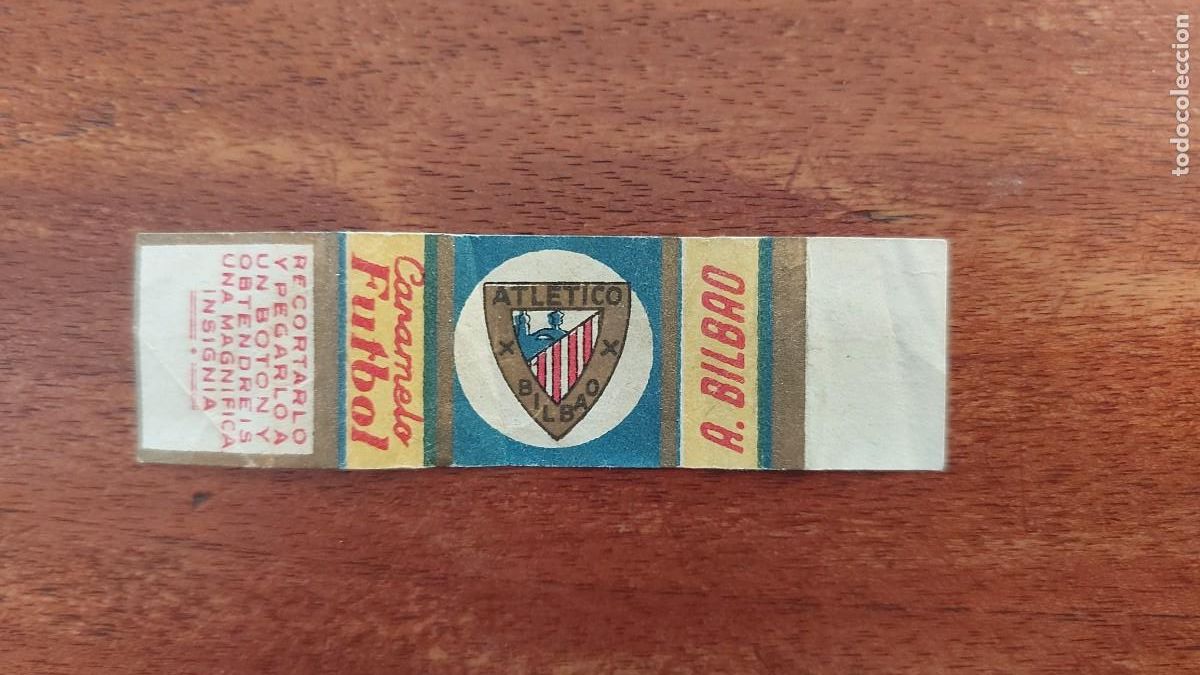 RECORTARLO
Y PEGARLO A
UN BOTON Y
OBTENDREIS
UNA MAGNIFICA
INSIGNIA
Caramelo
Futbol
ATLETICO
X X
BILBAO
A. BILBAO
todocoleccion